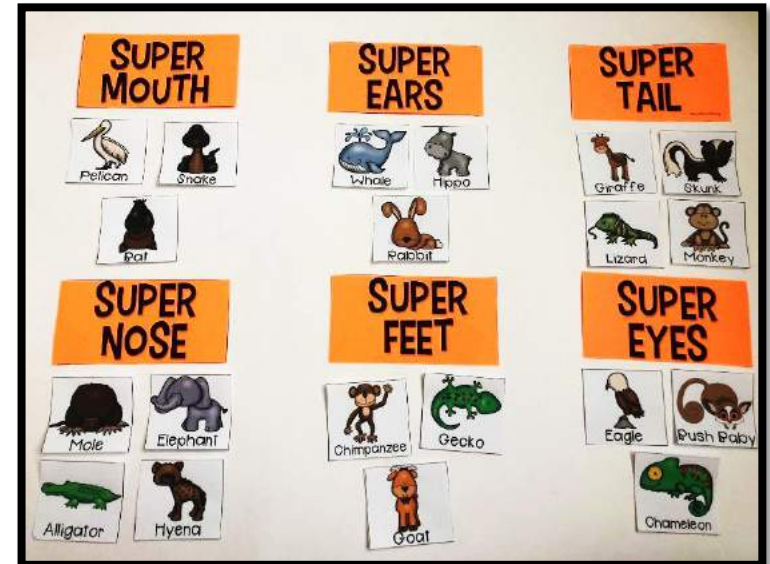 SUPER
MOUTH
SUPER
EARS
SUPER
TAIL
Pelican
Snake
Whale
Hippo
Giraffe
Skunk
Bat
Rabbit
Lizard
Monkey
SUPER
NOSE
SUPER
FEET
SUPER
EYES
Mole
Elephant
Chimpanzee
Gecko
Eagle
Bush Baby
Alligator
Hyena
Goat
Chameleon